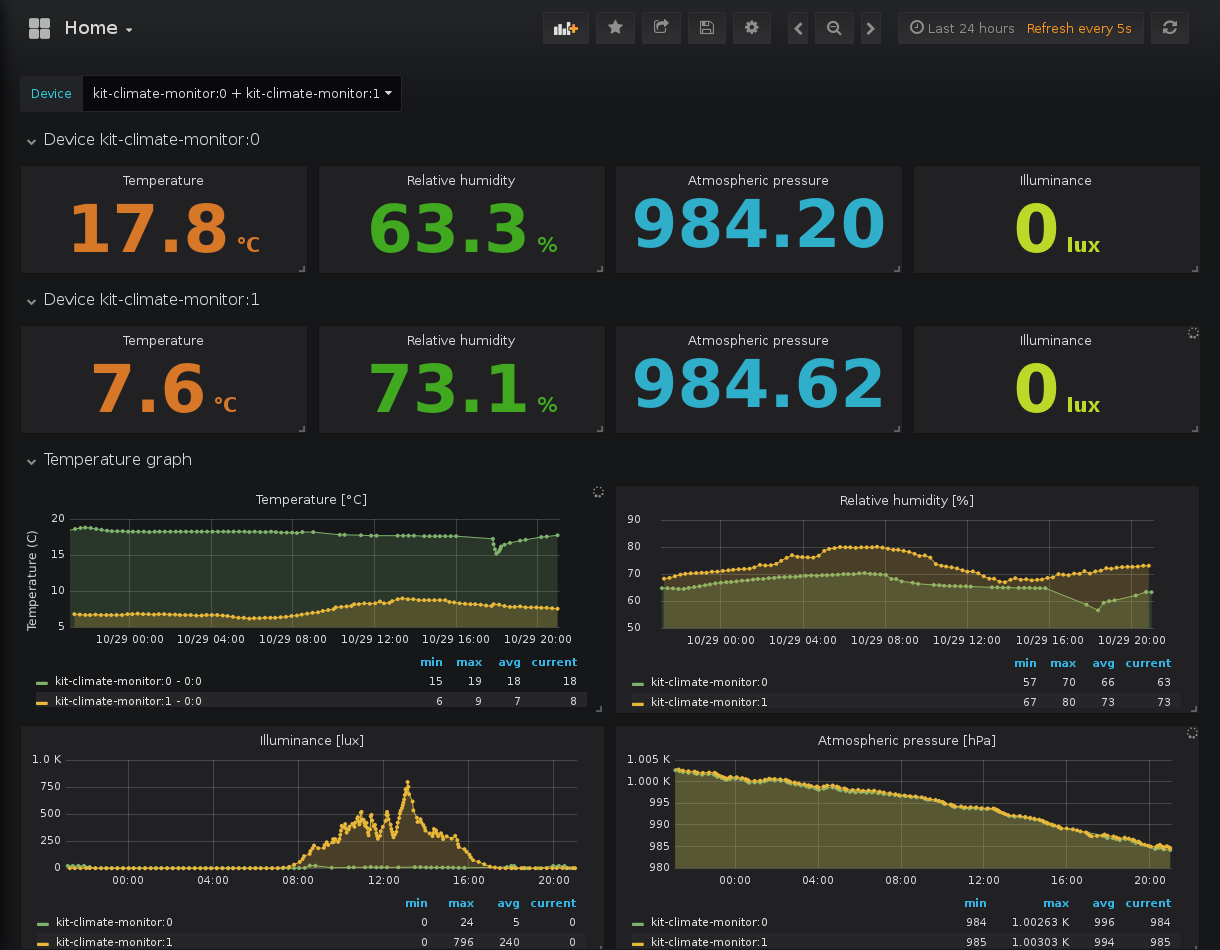 Home
Last 24 hours Refresh every 5s
Device kit-climate-monitor:0 + kit-climate-monitor:1
Device kit-climate-monitor:0
Temperature Relative humidity Atmospheric pressure Illuminance
17.8 °C 63.3 % 984.20 0 lux
Device kit-climate-monitor:1
Temperature Relative humidity Atmospheric pressure Illuminance
7.6 °C 73.1 % 984.62 0 lux
Temperature graph
Temperature [°C]
Temperature (C)
20
15
10
5
10/29 00:00 10/29 04:00 10/29 08:00 10/29 12:00 10/29 16:00 10/29 20:00
min max avg current
kit-climate-monitor:0 - 0:0 15 19 18 18
kit-climate-monitor:1 - 0:0 6 9 7 8
Relative humidity [%]
90
80
70
60
50
10/29 00:00 10/29 04:00 10/29 08:00 10/29 12:00 10/29 16:00 10/29 20:00
min max avg current
kit-climate-monitor:0 57 70 66 63
kit-climate-monitor:1 67 80 73 73
Illuminance [lux]
1.0 K
750
500
250
0
00:00 04:00 08:00 12:00 16:00 20:00
min max avg current
kit-climate-monitor:0 0 24 5 0
kit-climate-monitor:1 0 796 240 0
Atmospheric pressure [hPa]
1.005 K
1.000 K
995
990
985
980
00:00 04:00 08:00 12:00 16:00 20:00
min max avg current
kit-climate-monitor:0 984 1.00263 K 996 984
kit-climate-monitor:1 985 1.00303 K 994 985